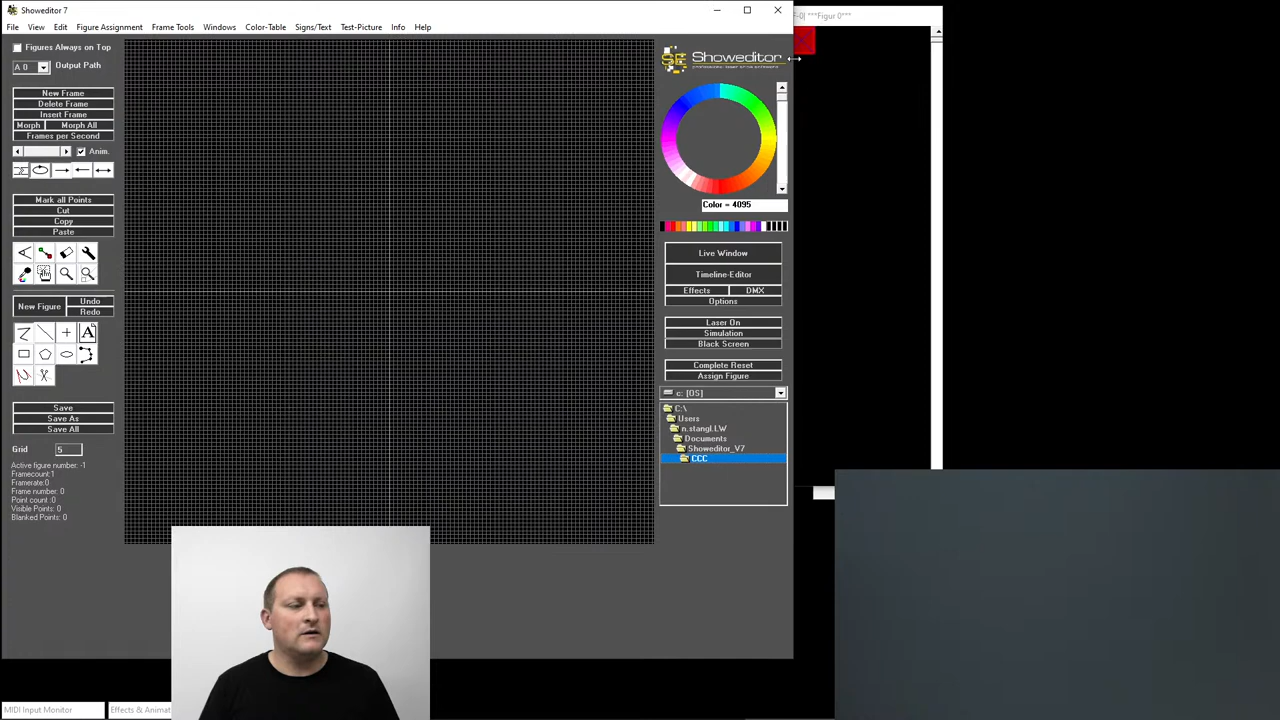 Showeditor 7
File View Edit Figure Assignment Frame Tools Windows Color-Table Signs/Text Test-Picture Info Help
***Figur 0***
Figures Always on Top
A 0 Output Path
Showeditor
New Frame
Delete Frame
Insert Frame
Morph Morph All
Frames per Second
Anim.
Mark all Points
Cut
Copy
Paste
New Figure Undo
Redo
A
Save
Save As
Save All
Grid 5
Active figure number: -1
Framecount:1
Framerate:0
Frame number: 0
Point count :0
Visible Points: 0
Blanked Points: 0
Color = 4095
Live Window
Timeline-Editor
Effects DMX
Options
Laser On
Simulation
Black Screen
Complete Reset
Assign Figure
c: [OS]
C:\
Users
n.stangl.LW
Documents
Showeditor_V7
CCC
MIDI Input Monitor